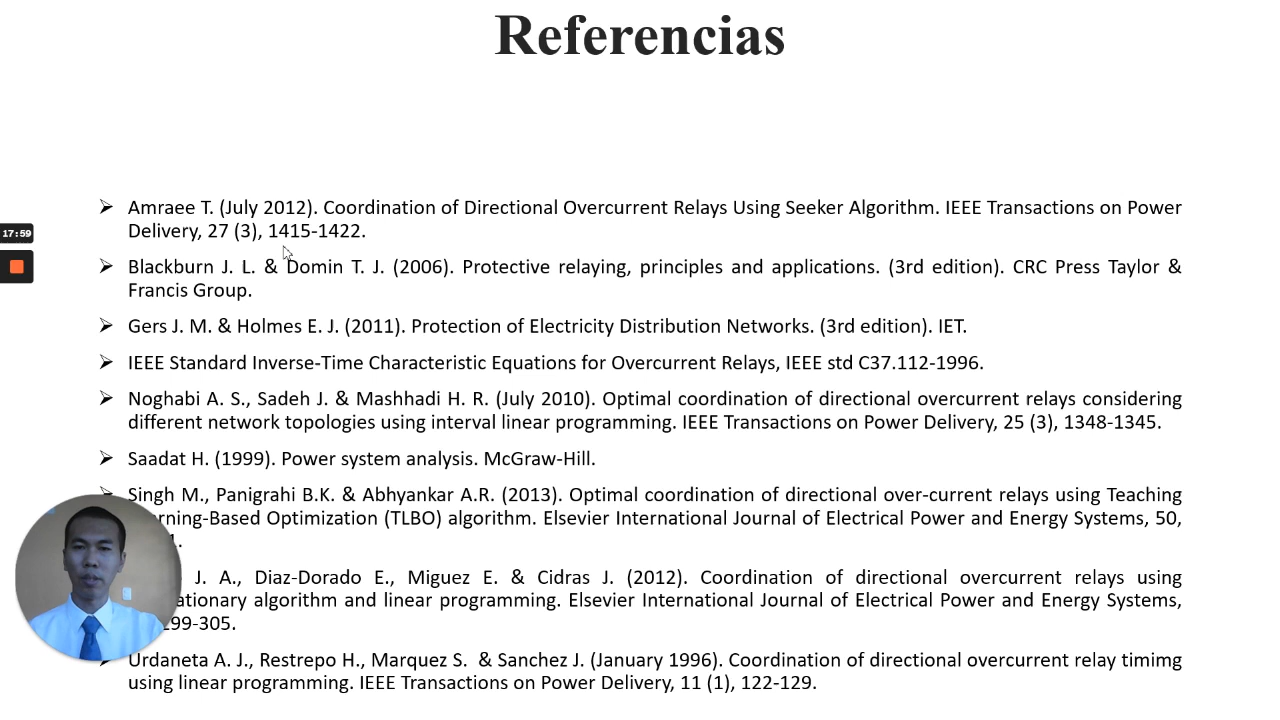 Referencias
Amraee T. (July 2012). Coordination of Directional Overcurrent Relays Using Seeker Algorithm. IEEE Transactions on Power
Delivery, 27 (3), 1415-1422.
17:59
Blackburn J. L. & Domin T. J. (2006). Protective relaying, principles and applications. (3rd edition). CRC Press Taylor &
Francis Group.
Gers J. M. & Holmes E. J. (2011). Protection of Electricity Distribution Networks. (3rd edition). IET.
IEEE Standard Inverse-Time Characteristic Equations for Overcurrent Relays, IEEE std C37.112-1996.
Noghabi A. S., Sadeh J. & Mashhadi H. R. (July 2010). Optimal coordination of directional overcurrent relays considering
different network topologies using interval linear programming. IEEE Transactions on Power Delivery, 25 (3), 1348-1345.
Saadat H. (1999). Power system analysis. McGraw-Hill.
Singh M., Panigrahi B.K. & Abhyankar A.R. (2013). Optimal coordination of directional over-current relays using Teaching
Based Optimization (TLBO) algorithm. Elsevier International Journal of Electrical Power and Energy Systems, 50,
J. A., Diaz-Dorado E., Miguez E. & Cidras J. (2012). Coordination of directional overcurrent relays using
algorithm and linear programming. Elsevier International Journal of Electrical Power and Energy Systems,
299-305.
Urdaneta A. J., Restrepo H., Marquez S. & Sanchez J. (January 1996). Coordination of directional overcurrent relay timimg
using linear programming. IEEE Transactions on Power Delivery, 11 (1), 122-129.